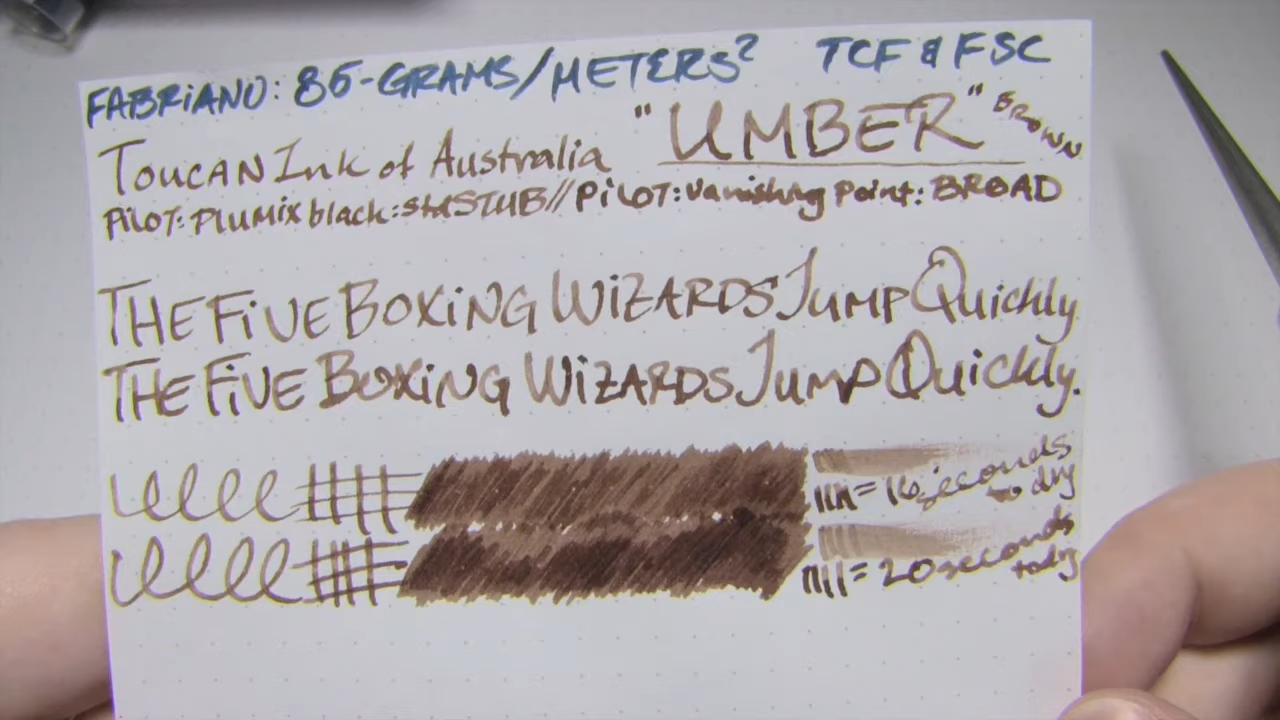 FABRiANO: 85-GRAMS/METERS² TCF & FSC
ToucAN Ink of Australia "UMBER" BROWN
PiLOT: PLUMiX black: stdSTUB//PiLOT: Vanishing Point: BROAD
THE FiVE BOXiNG WiZARDS JUMP Quickly
THE FiVE BOXiNG WiZARDS JUMP Quickly.
= 16 seconds to dry
= 20 seconds to dry